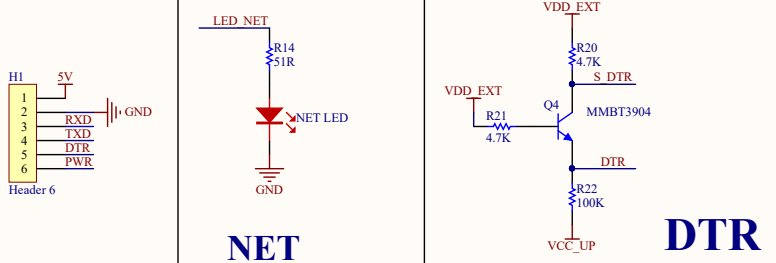 H1
5V
1
2
3
4
5
6
GND
RXD
TXD
DTR
PWR
Header 6
LED_NET
R14
51R
NET LED
GND
NET
VDD_EXT
R20
4.7K
S_DTR
VDD_EXT
R21
4.7K
Q4
MMBT3904
DTR
R22
100K
VCC_UP
DTR